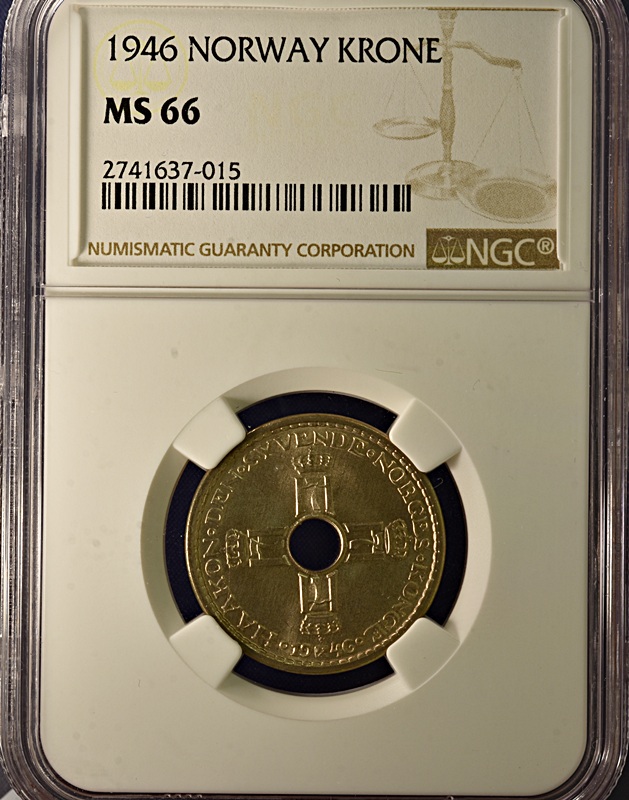 1946 NORWAY KRONE
MS 66
2741637-015
NUMISMATIC GUARANTY CORPORATION
NGC®
HAAKON·DEN·SYVENDE·NORGES·KONGE·
1946